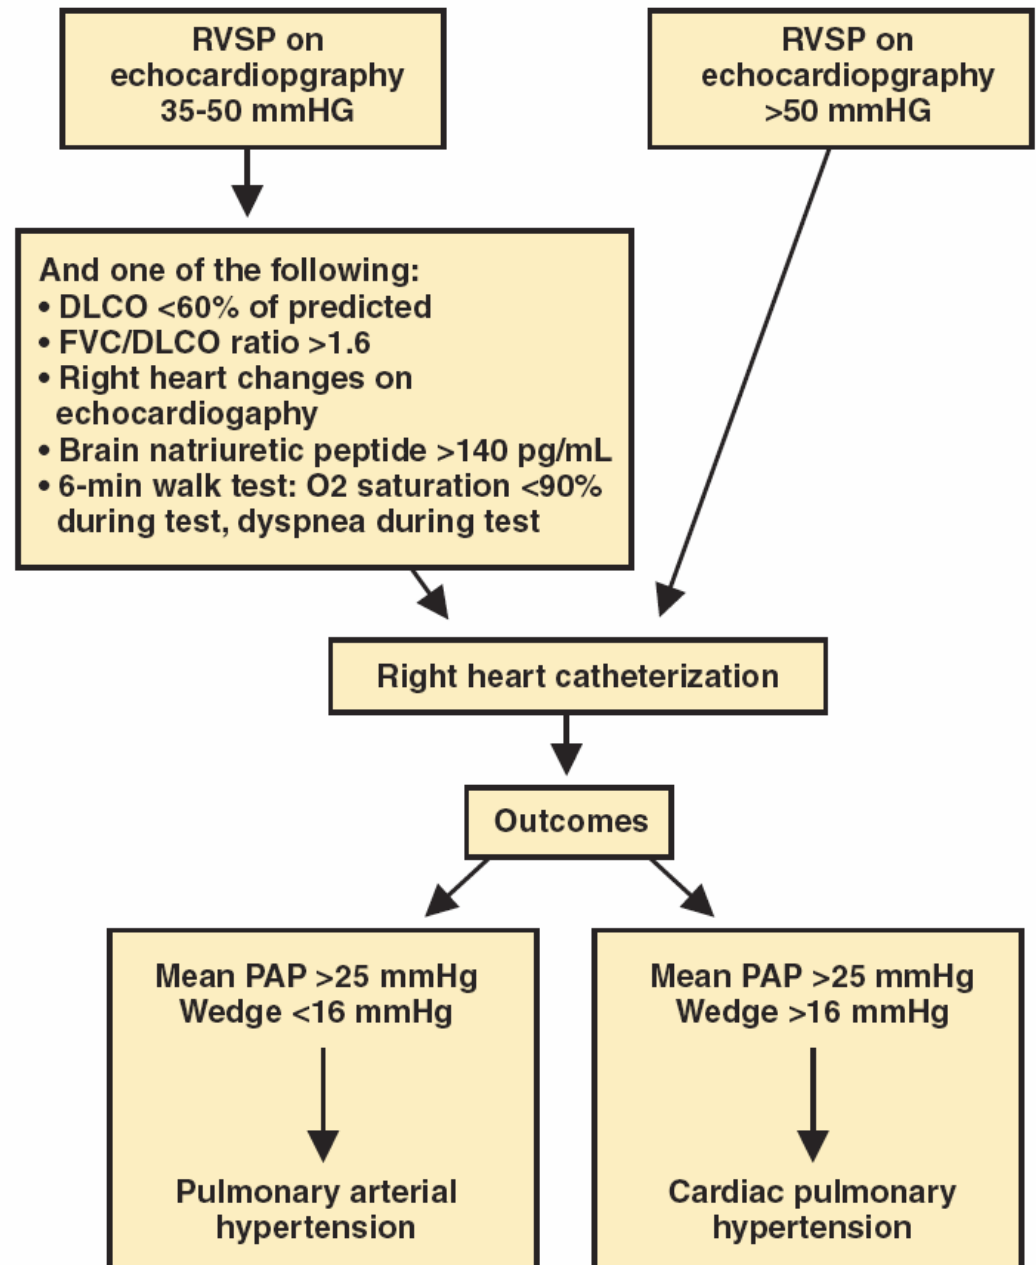 RVSP on
echocardiopgraphy
35-50 mmHG
RVSP on
echocardiopgraphy
>50 mmHG
And one of the following:
• DLCO <60% of predicted
• FVC/DLCO ratio >1.6
• Right heart changes on
echocardiogaphy
• Brain natriuretic peptide >140 pg/mL
• 6-min walk test: O2 saturation <90%
during test, dyspnea during test
Right heart catheterization
Outcomes
Mean PAP >25 mmHg
Wedge <16 mmHg
Pulmonary arterial
hypertension
Mean PAP >25 mmHg
Wedge >16 mmHg
Cardiac pulmonary
hypertension